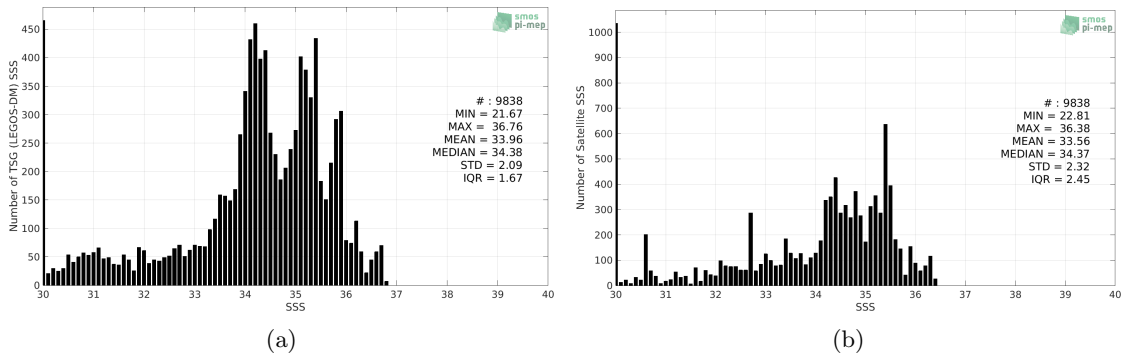 smos
pi-mep
450
400
350
300
250
200
150
100
50
0
Number of TSG (LEGOS-DM) SSS
# : 9838
MIN = 21.67
MAX = 36.76
MEAN = 33.96
MEDIAN = 34.38
STD = 2.09
IQR = 1.67
30 31 32 33 34 35 36 37 38 39 40
SSS
(a)
smos
pi-mep
1000
900
800
700
600
500
400
300
200
100
0
Number of Satellite SSS
# : 9838
MIN = 22.81
MAX = 36.38
MEAN = 33.56
MEDIAN = 34.37
STD = 2.32
IQR = 2.45
30 31 32 33 34 35 36 37 38 39 40
SSS
(b)